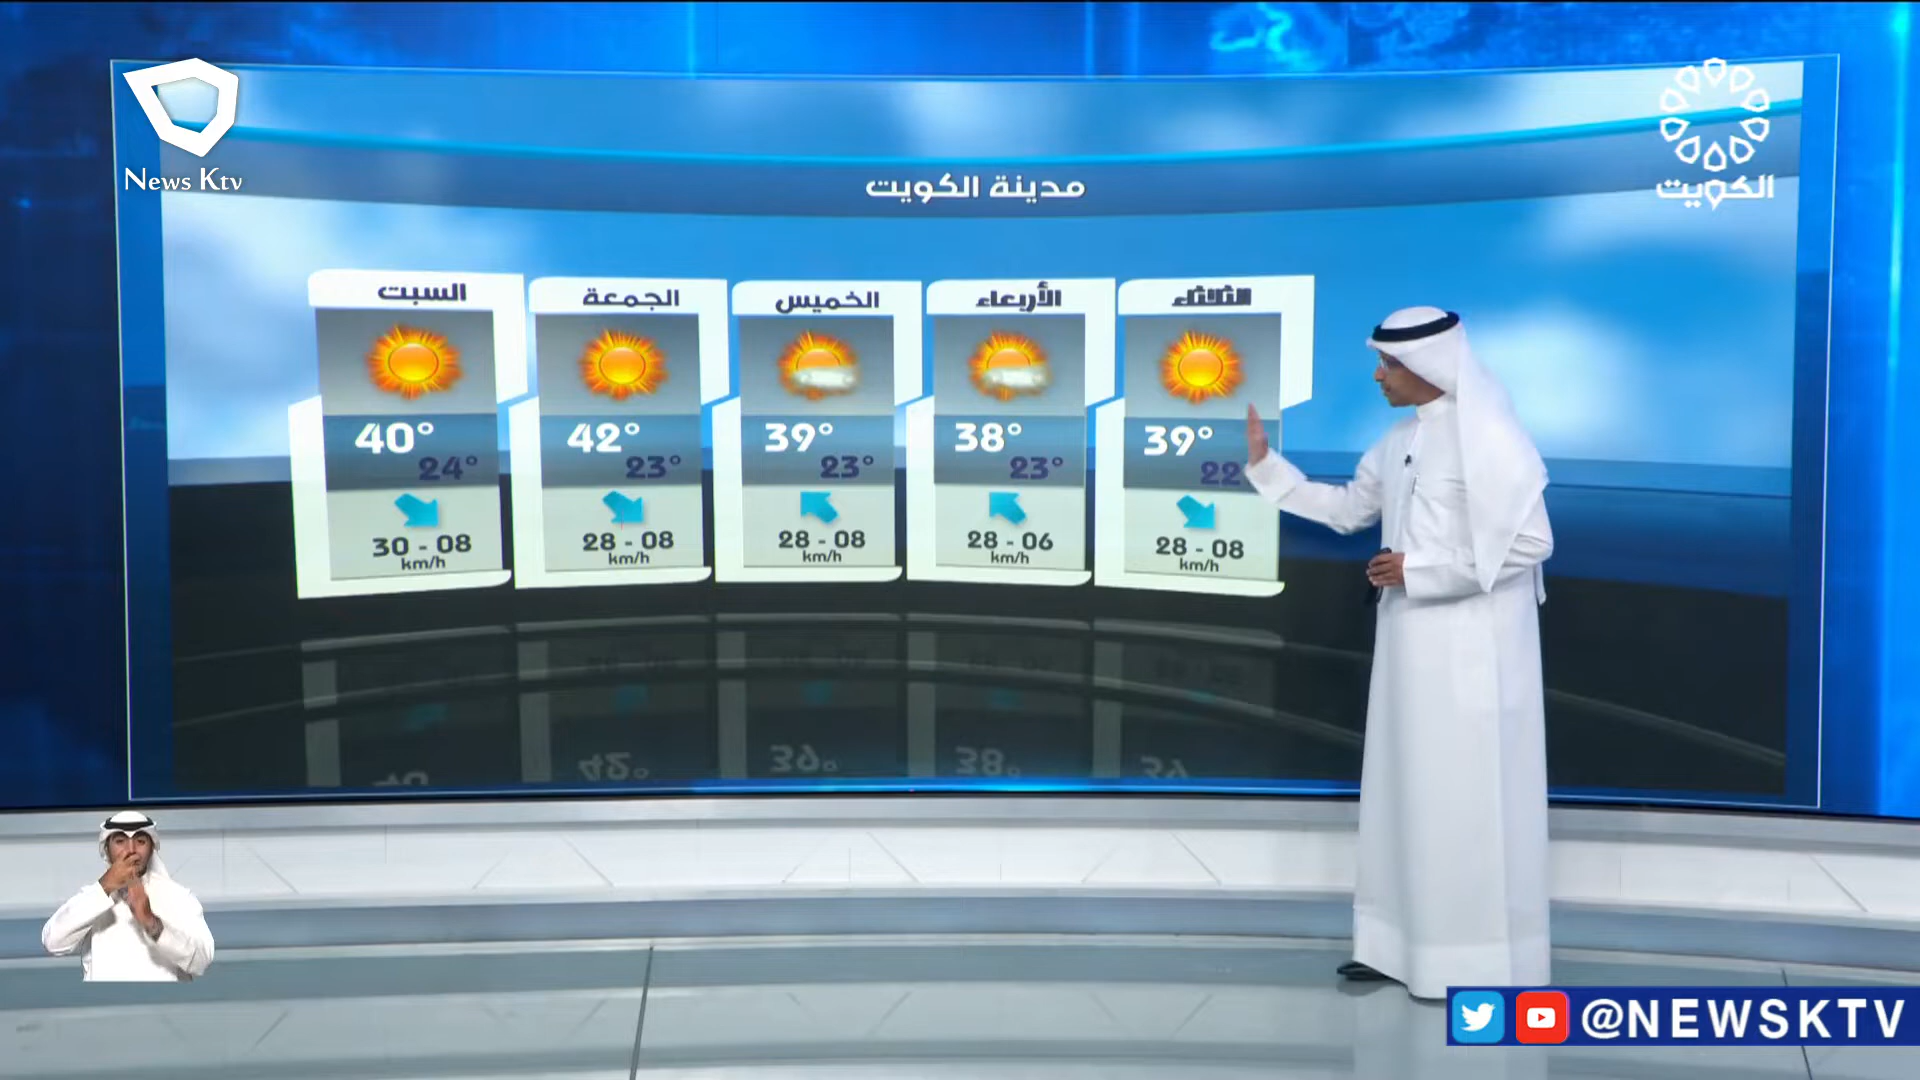 News Ktv
الكويت
مدينة الكويت
الثلاثاء
39°
22
28 - 08
km/h
الأربعاء
38°
23°
28 - 06
km/h
الخميس
39°
23°
28 - 08
km/h
الجمعة
42°
23°
28 - 08
km/h
السبت
40°
24°
30 - 08
km/h
@NEWSKTV